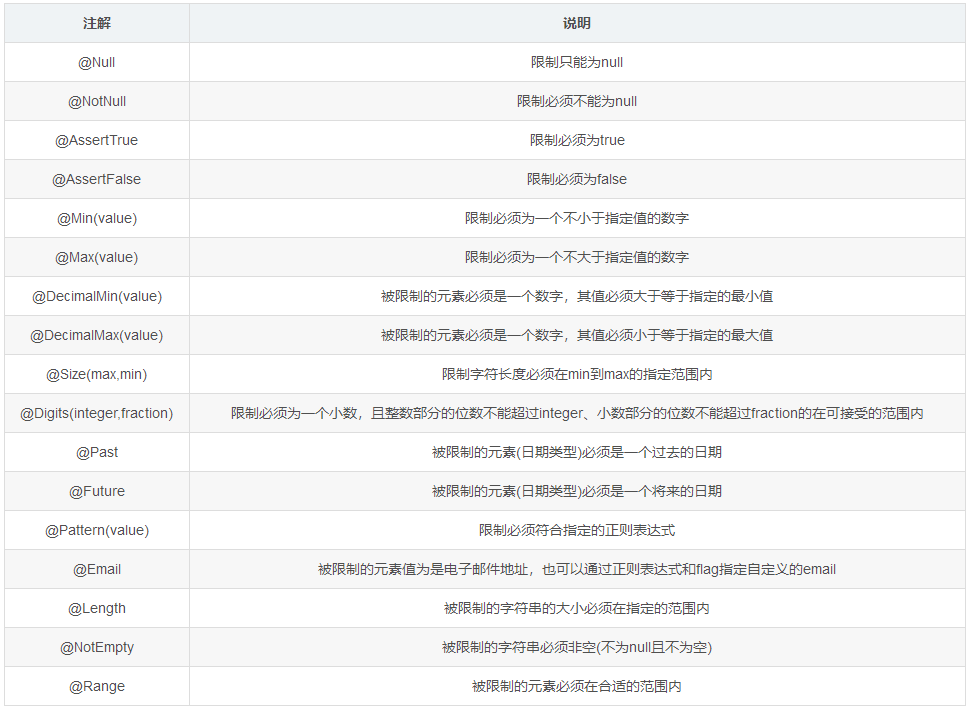 注解 说明
@Null 限制只能为null
@NotNull 限制必须不能为null
@AssertTrue 限制必须为true
@AssertFalse 限制必须为false
@Min(value) 限制必须为一个不小于指定值的数字
@Max(value) 限制必须为一个不大于指定值的数字
@DecimalMin(value) 被限制的元素必须是一个数字，其值必须大于等于指定的最小值
@DecimalMax(value) 被限制的元素必须是一个数字，其值必须小于等于指定的最大值
@Size(max,min) 限制字符长度必须在min到max的指定范围内
@Digits(integer,fraction) 限制必须为一个小数，且整数部分的位数不能超过integer、小数部分的位数不能超过fraction的在可接受的范围内
@Past 被限制的元素(日期类型)必须是一个过去的日期
@Future 被限制的元素(日期类型)必须是一个将来的日期
@Pattern(value) 限制必须符合指定的正则表达式
@Email 被限制的元素值为是电子邮件地址，也可以通过正则表达式和flag指定自定义的email
@Length 被限制的字符串的大小必须在指定的范围内
@NotEmpty 被限制的字符串必须非空(不为null且不为空)
@Range 被限制的元素必须在合适的范围内